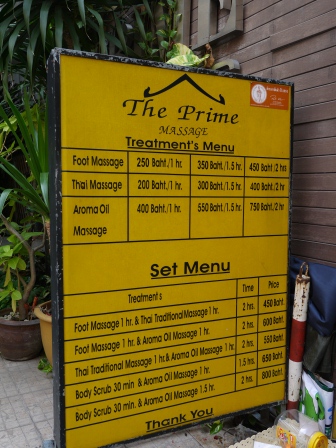 The Prime
MASSAGE
Treatment's Menu
Foot Massage 250 Baht./1 hr. 350 Baht./1.5 hr. 450 Baht./2 hrs
Thai Massage 200 Baht./1 hr. 300 Baht./1.5 hr. 400 Baht./2 hr
Aroma Oil Massage 400 Baht./1 hr. 550 Baht./1.5 hr. 750 Baht./2 hr
Set Menu
Treatment s Time Price
Foot Massage 1 hr. & Thai Traditional Massage 1 hr. 2 hrs. 450 Baht.
Foot Massage 1 hr. & Aroma Oil Massage 1 hr. 2 hrs. 600 Baht.
Thai Traditional Massage 1 hr. & Aroma Oil Massage 1 hr. 2 hrs. 550 Baht.
Body Scrub 30 min. & Aroma Oil Massage 1 hr. 1.5 hrs. 650 Baht.
Body Scrub 30 min. & Aroma Oil Massage 1.5 hr. 2 hrs. 800 Baht.
Thank You